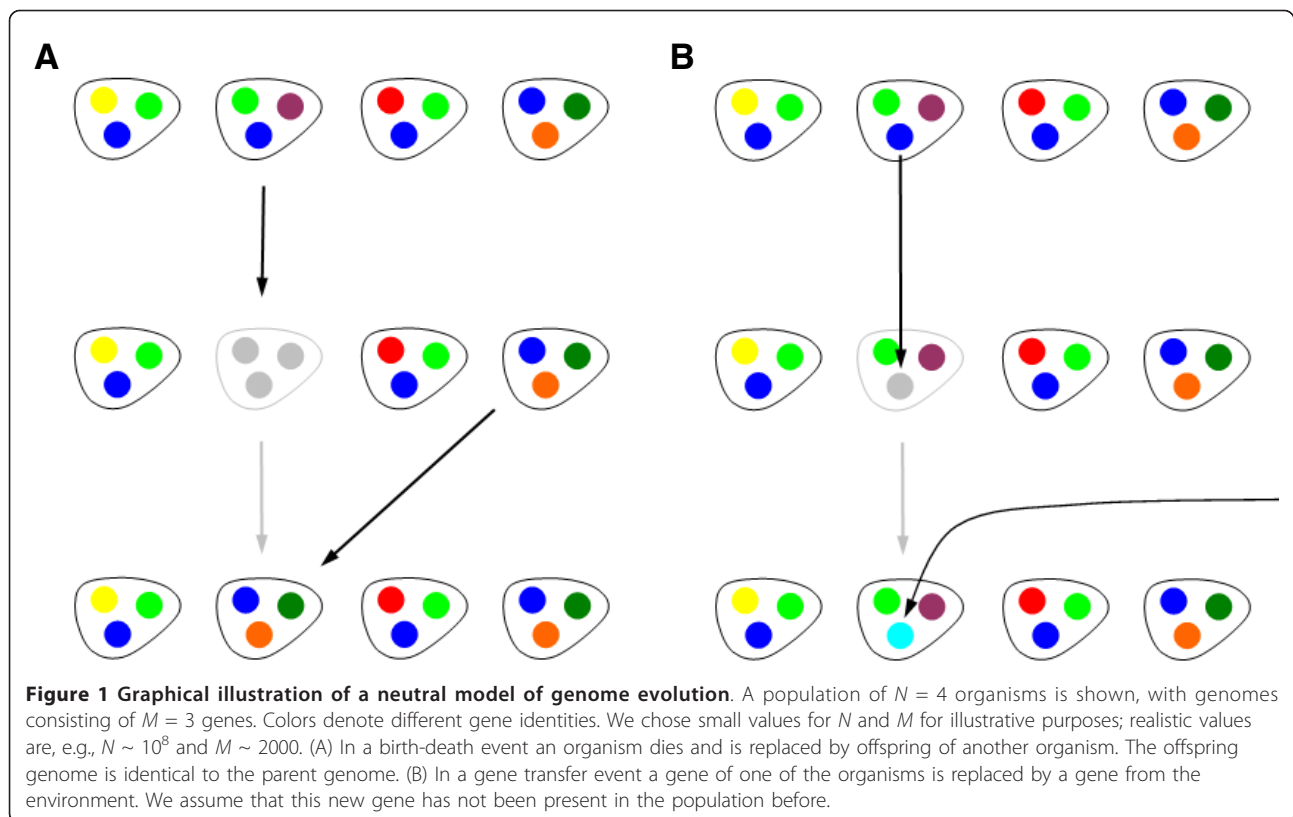 A
B
Figure 1 Graphical illustration of a neutral model of genome evolution. A population of N = 4 organisms is shown, with genomes
consisting of M = 3 genes. Colors denote different gene identities. We chose small values for N and M for illustrative purposes; realistic values
are, e.g., N ~ 10⁸ and M ~ 2000. (A) In a birth-death event an organism dies and is replaced by offspring of another organism. The offspring
genome is identical to the parent genome. (B) In a gene transfer event a gene of one of the organisms is replaced by a gene from the
environment. We assume that this new gene has not been present in the population before.